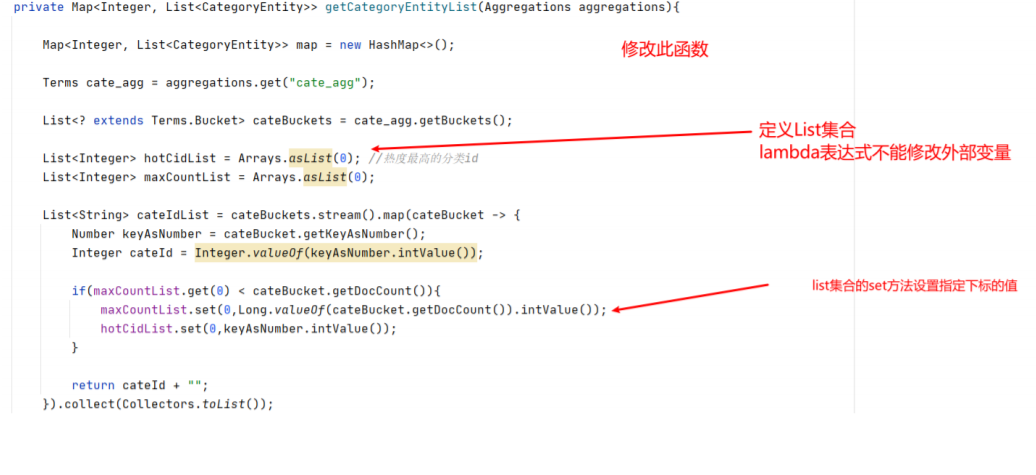 private Map<Integer, List<CategoryEntity>> getCategoryEntityList(Aggregations aggregations){
Map<Integer, List<CategoryEntity>> map = new HashMap<>();
修改此函数
Terms cate_agg = aggregations.get("cate_agg");
List<? extends Terms.Bucket> cateBuckets = cate_agg.getBuckets();
定义List集合
lambda表达式不能修改外部变量
List<Integer> hotCidList = Arrays.asList(0); //热度最高的分类id
List<Integer> maxCountList = Arrays.asList(0);
List<String> cateIdList = cateBuckets.stream().map(cateBucket -> {
Number keyAsNumber = cateBucket.getKeyAsNumber();
Integer cateId = Integer.valueOf(keyAsNumber.intValue());
if(maxCountList.get(0) < cateBucket.getDocCount()){
list集合的set方法设置指定下标的值
maxCountList.set(0,Long.valueOf(cateBucket.getDocCount()).intValue());
hotCidList.set(0,keyAsNumber.intValue());
}
return cateId + "";
}).collect(Collectors.toList());